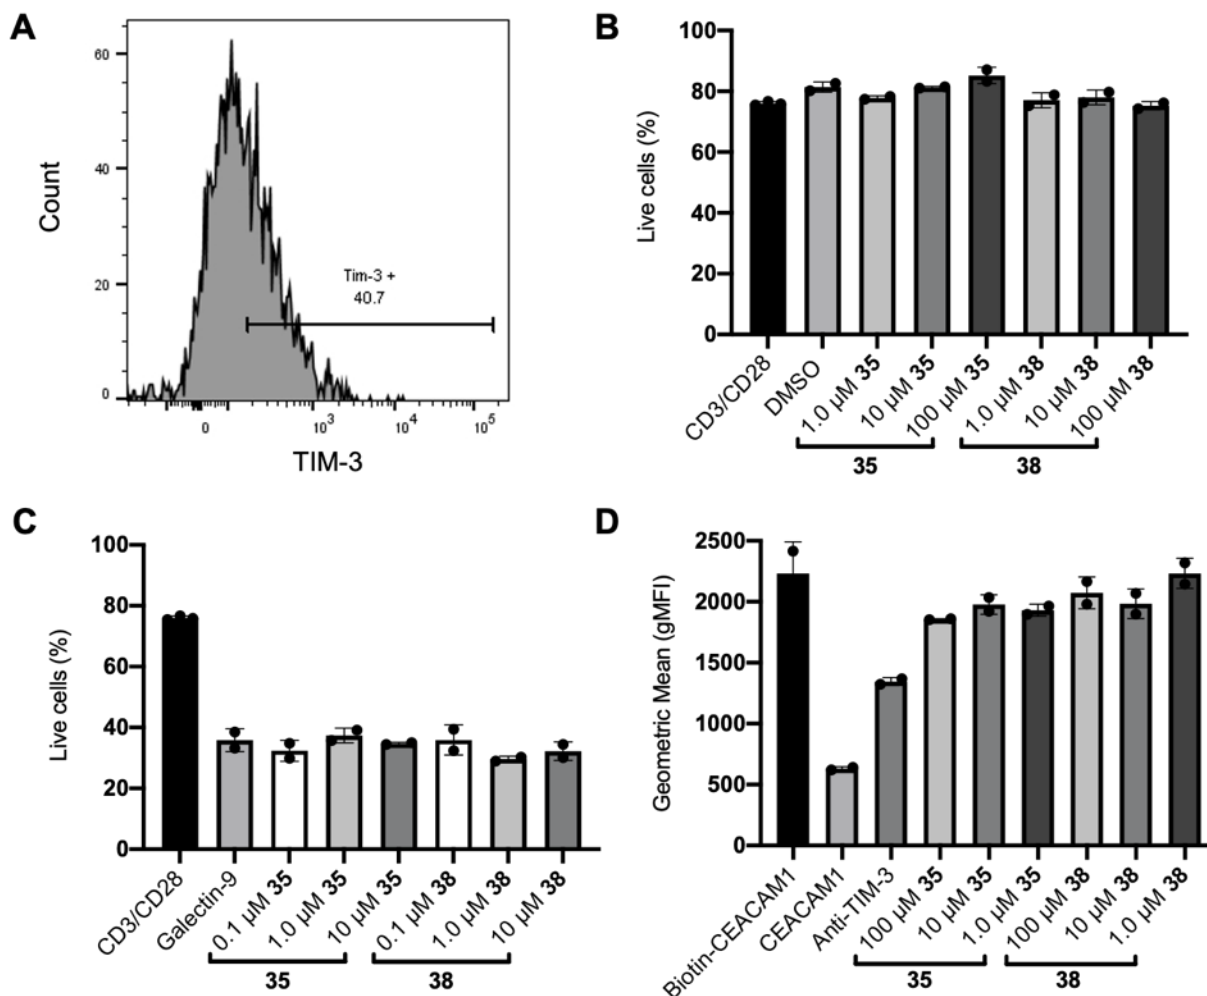 A
Count
60
40
20
0
Tim-3 +
40.7
0
10³
10⁴
10⁵
TIM-3
B
Live cells (%)
100
80
60
40
20
0
CD3/CD28
DMSO
1.0 µM 35
10 µM 35
100 µM 35
1.0 µM 38
10 µM 38
100 µM 38
35
38
C
Live cells (%)
100
80
60
40
20
0
CD3/CD28
Galectin-9
0.1 µM 35
1.0 µM 35
10 µM 35
0.1 µM 38
1.0 µM 38
10 µM 38
35
38
D
Geometric Mean (gMFI)
2500
2000
1500
1000
500
0
Biotin-CEACAM1
CEACAM1
Anti-TIM-3
100 µM 35
10 µM 35
1.0 µM 35
100 µM 38
10 µM 38
1.0 µM 38
35
38